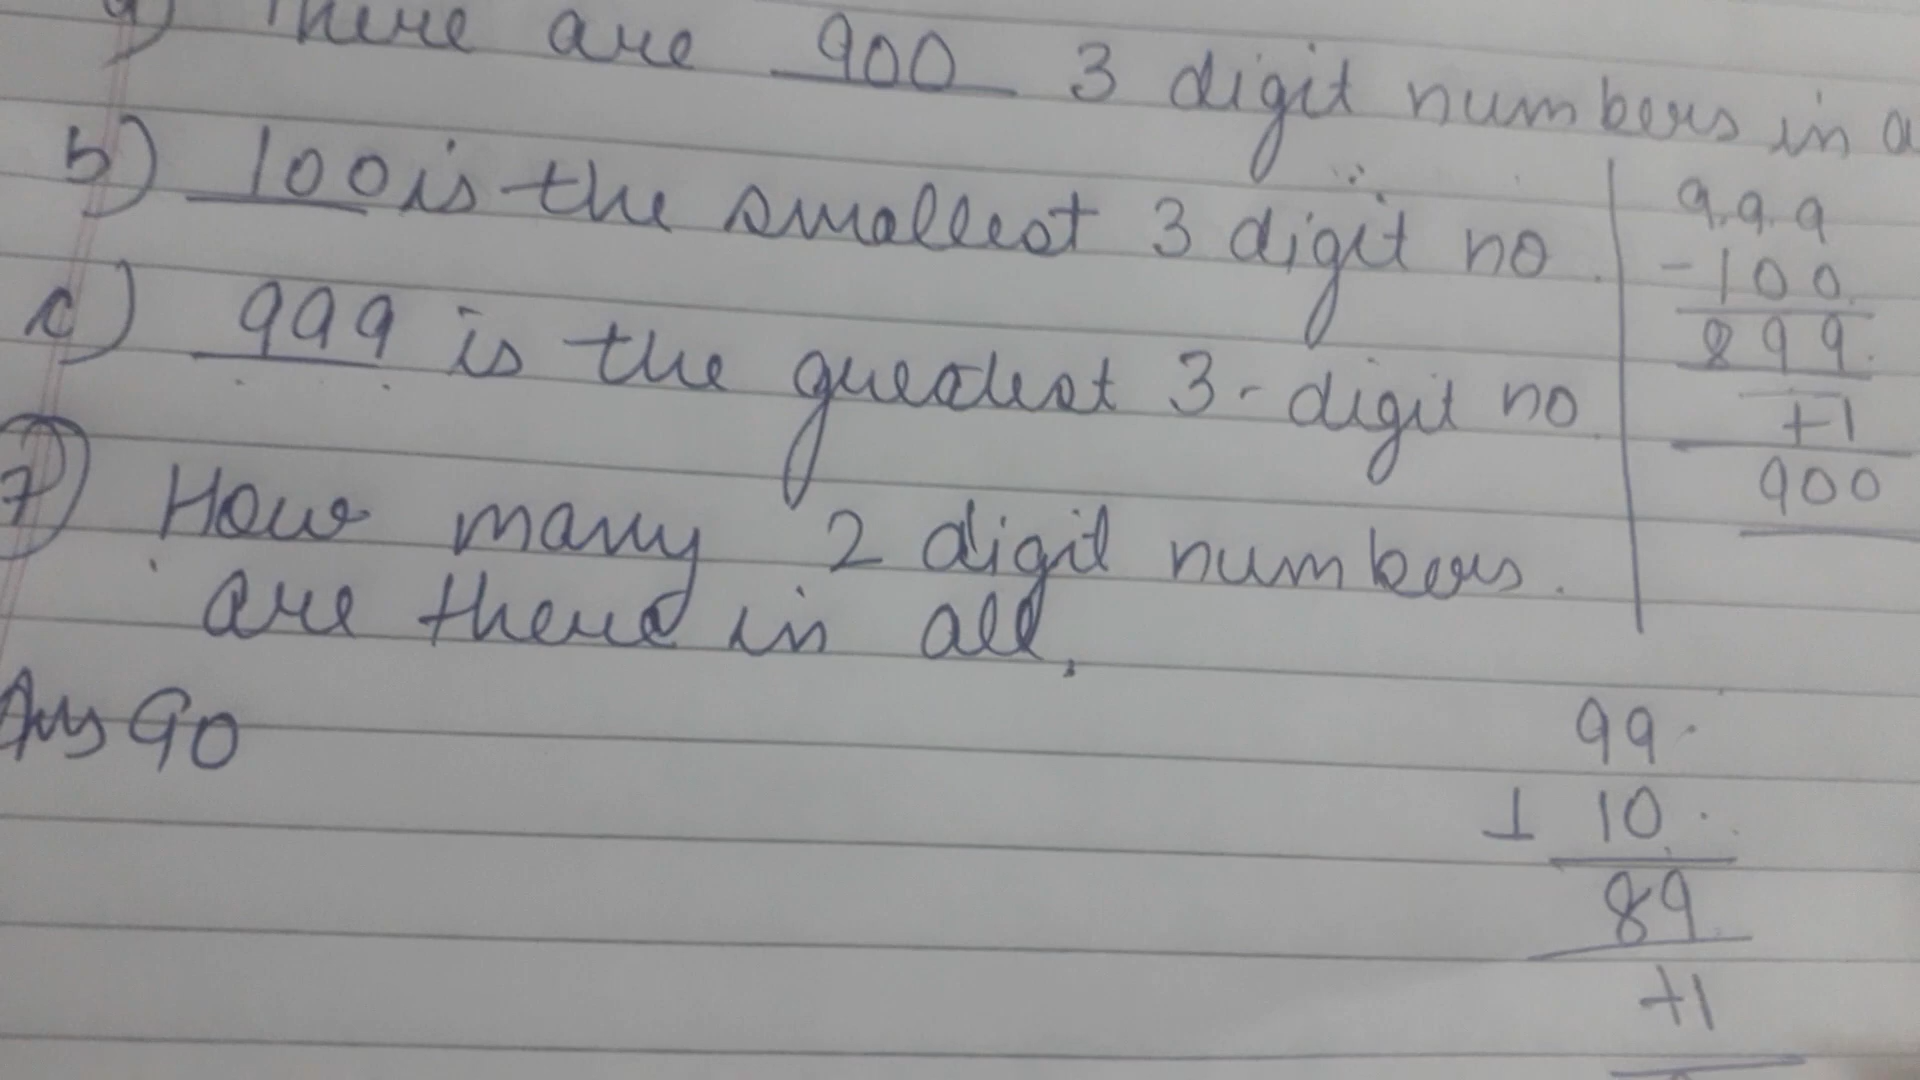 a) There are 900 3 digit numbers in a
b) 100 is the smallest 3 digit no.
c) 999 is the greatest 3-digit no.
999
-100
899
+1
900
7) How many 2 digit numbers.
are there in all.
Ans 90
99
10
89
+1